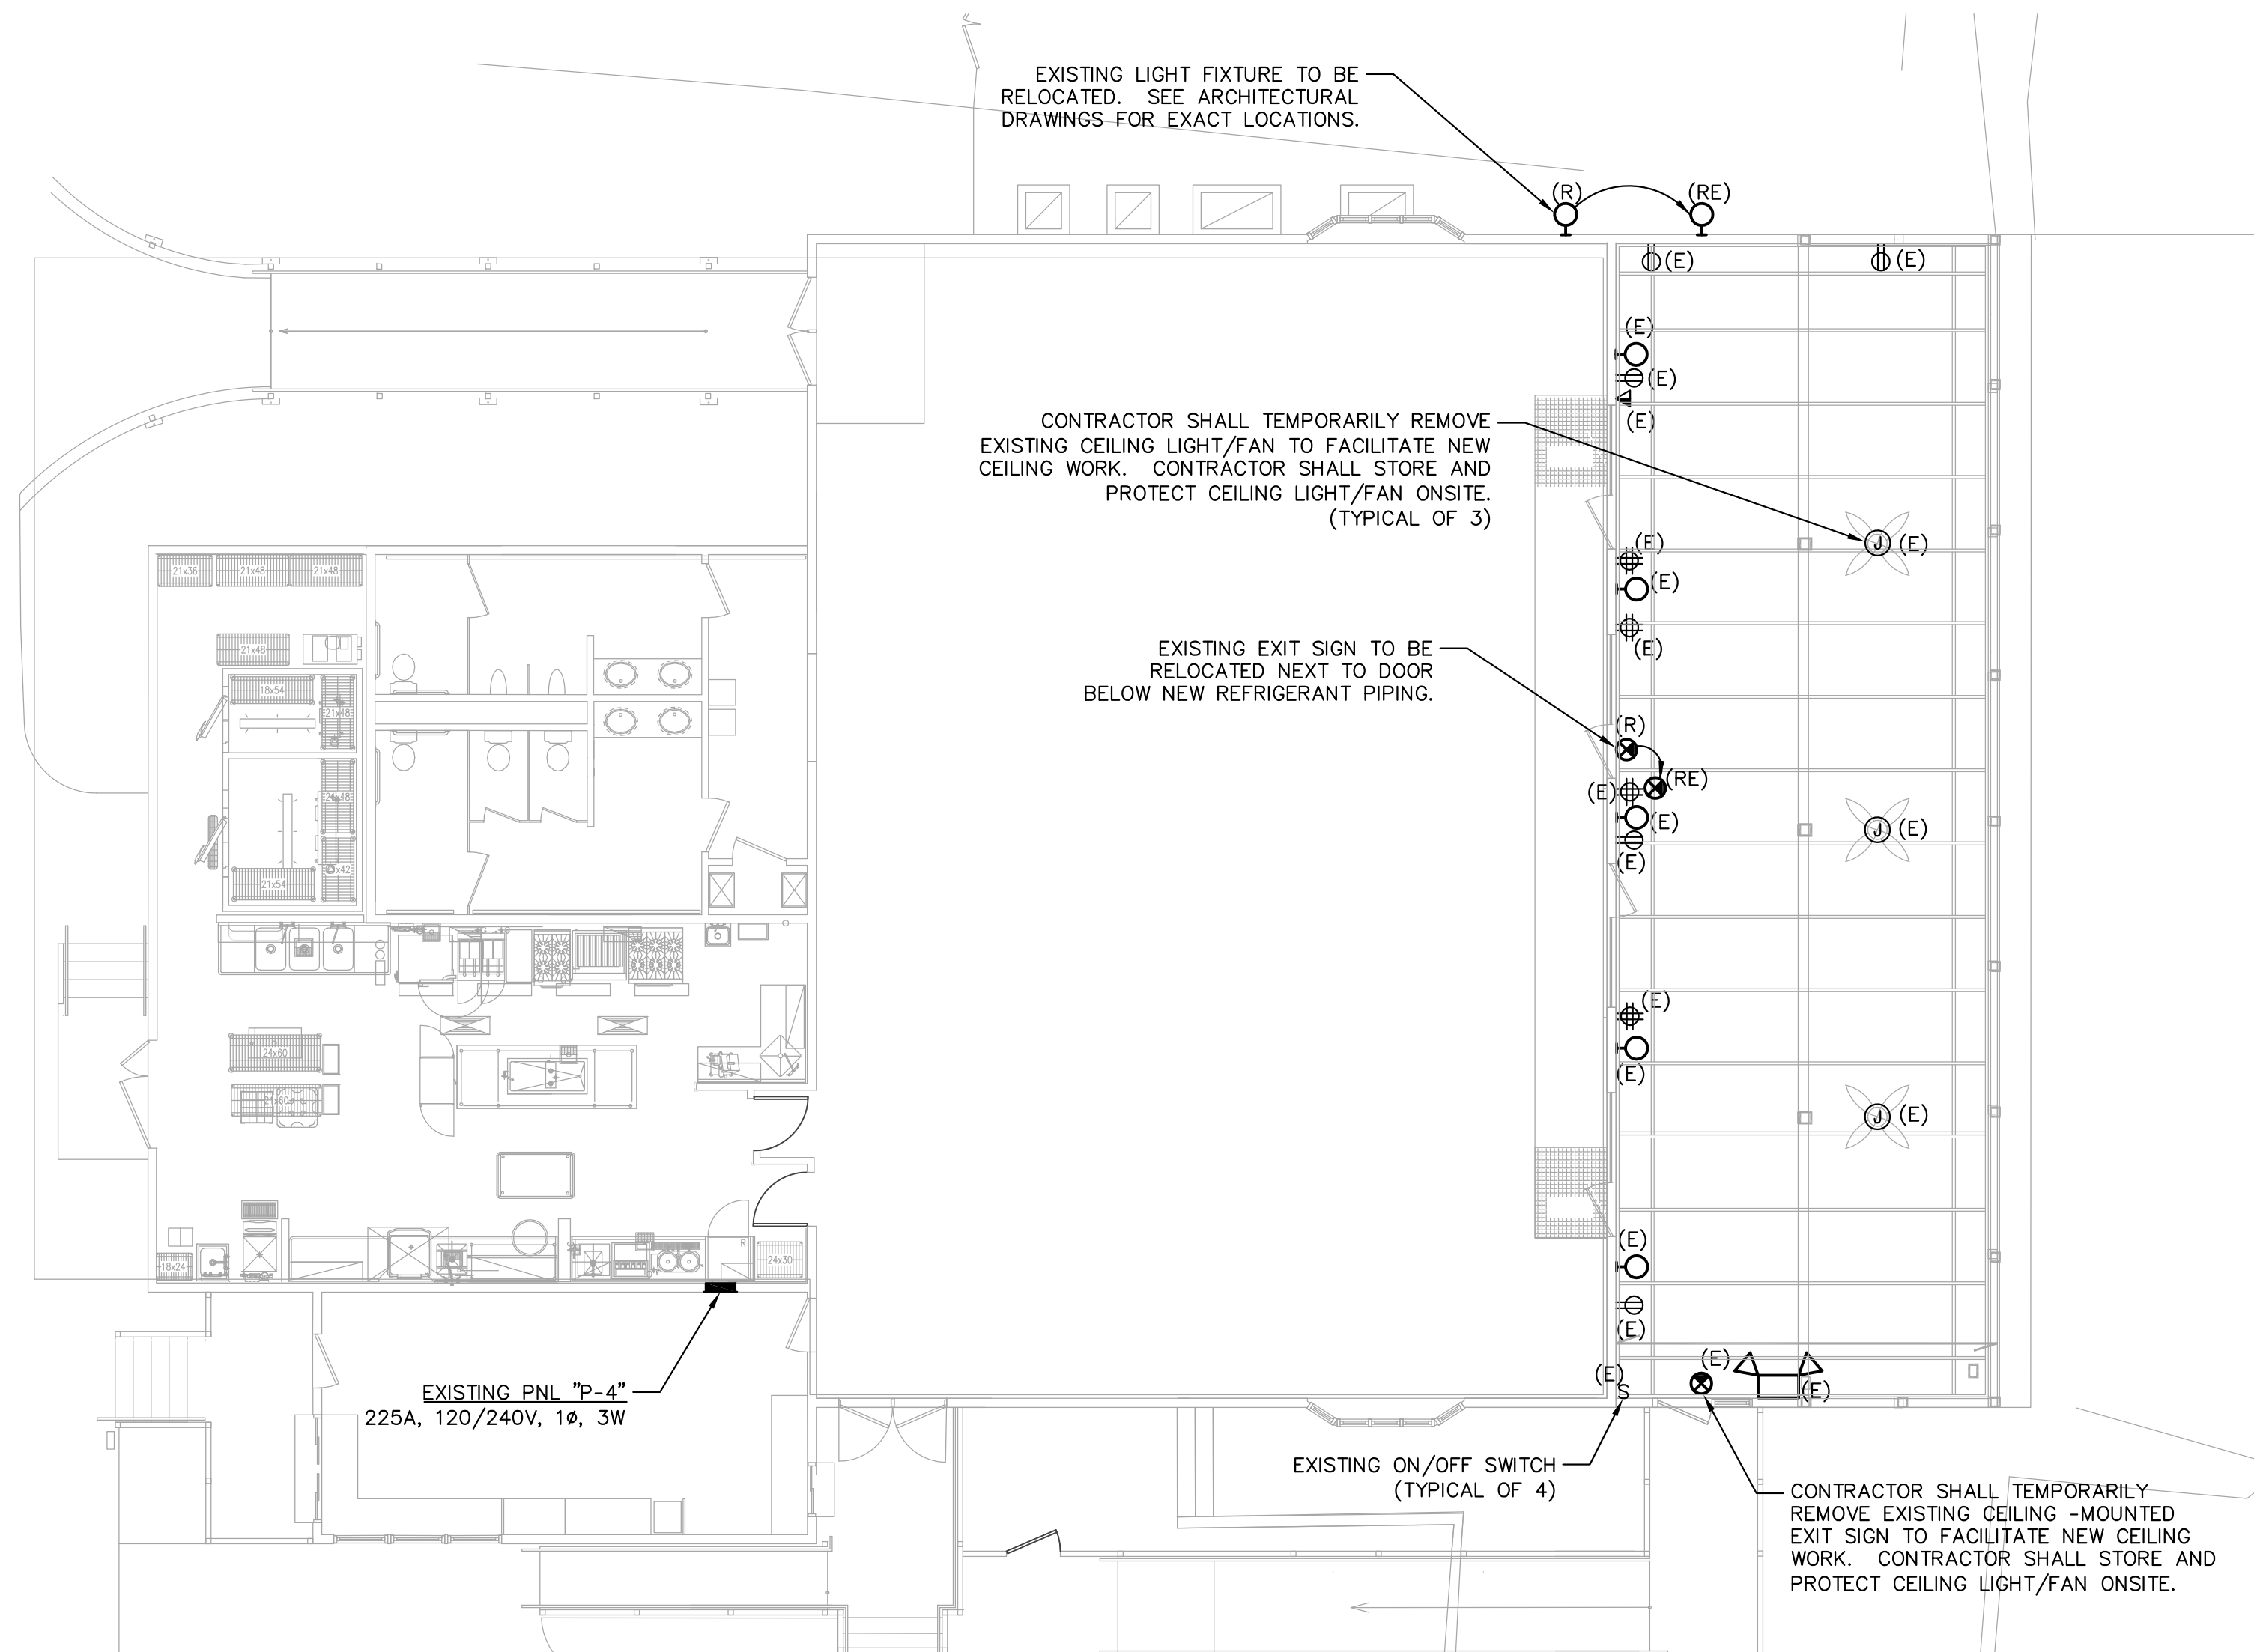 EXISTING LIGHT FIXTURE TO BE
RELOCATED. SEE ARCHITECTURAL
DRAWINGS FOR EXACT LOCATIONS.
(R)
(RE)
(E)
(E)
(E)
(E)
(E)
CONTRACTOR SHALL TEMPORARILY REMOVE
EXISTING CEILING LIGHT/FAN TO FACILITATE NEW
CEILING WORK. CONTRACTOR SHALL STORE AND
PROTECT CEILING LIGHT/FAN ONSITE.
(TYPICAL OF 3)
(E)
J
(E)
(E)
21x36
21x48
21x48
21x48
(E)
EXISTING EXIT SIGN TO BE
RELOCATED NEXT TO DOOR
BELOW NEW REFRIGERANT PIPING.
18x54
21x48
(R)
(RE)
(E)
(E)
J
(E)
(E)
21x54
24x60
21x60
(E)
(E)
J
(E)
(E)
R
18x24
24x30
(E)
EXISTING PNL "P-4"
225A, 120/240V, 1ø, 3W
(E)
S
(E)
(E)
EXISTING ON/OFF SWITCH
(TYPICAL OF 4)
CONTRACTOR SHALL TEMPORARILY
REMOVE EXISTING CEILING -MOUNTED
EXIT SIGN TO FACILITATE NEW CEILING
WORK. CONTRACTOR SHALL STORE AND
PROTECT CEILING LIGHT/FAN ONSITE.